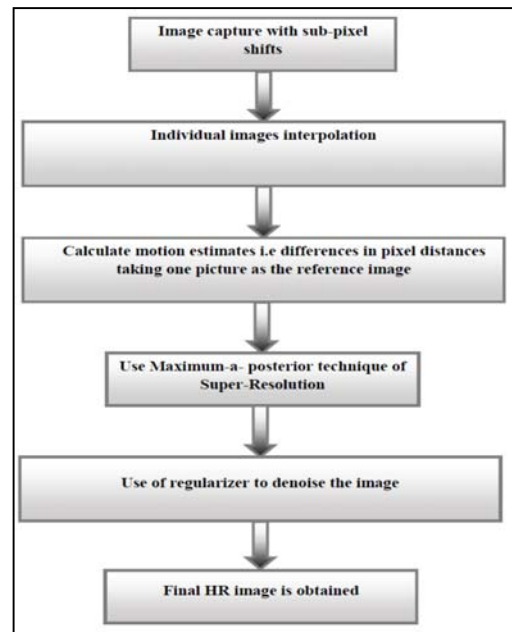 Image capture with sub-pixel
shifts
Individual images interpolation
Calculate motion estimates i.e differences in pixel distances
taking one picture as the reference image
Use Maximum-a- posterior technique of
Super-Resolution
Use of regularizer to denoise the image
Final HR image is obtained